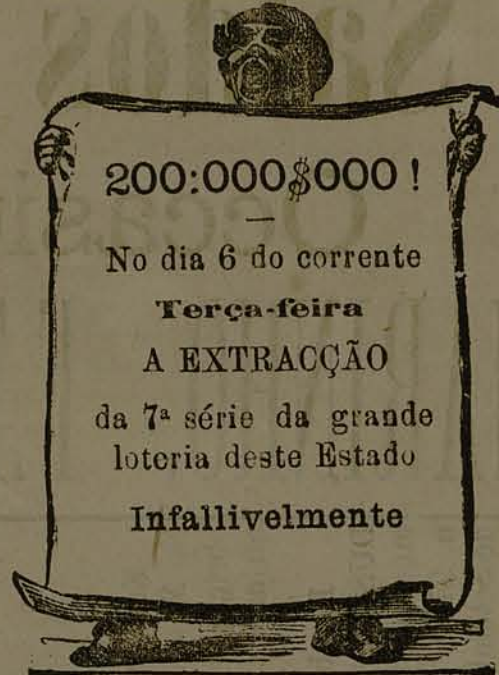 200:000$000!
No dia 6 do corrente
Terça-feira
A EXTRACÇÃO
da 7ª série da grande
loteria deste Estado
Infallivelmente